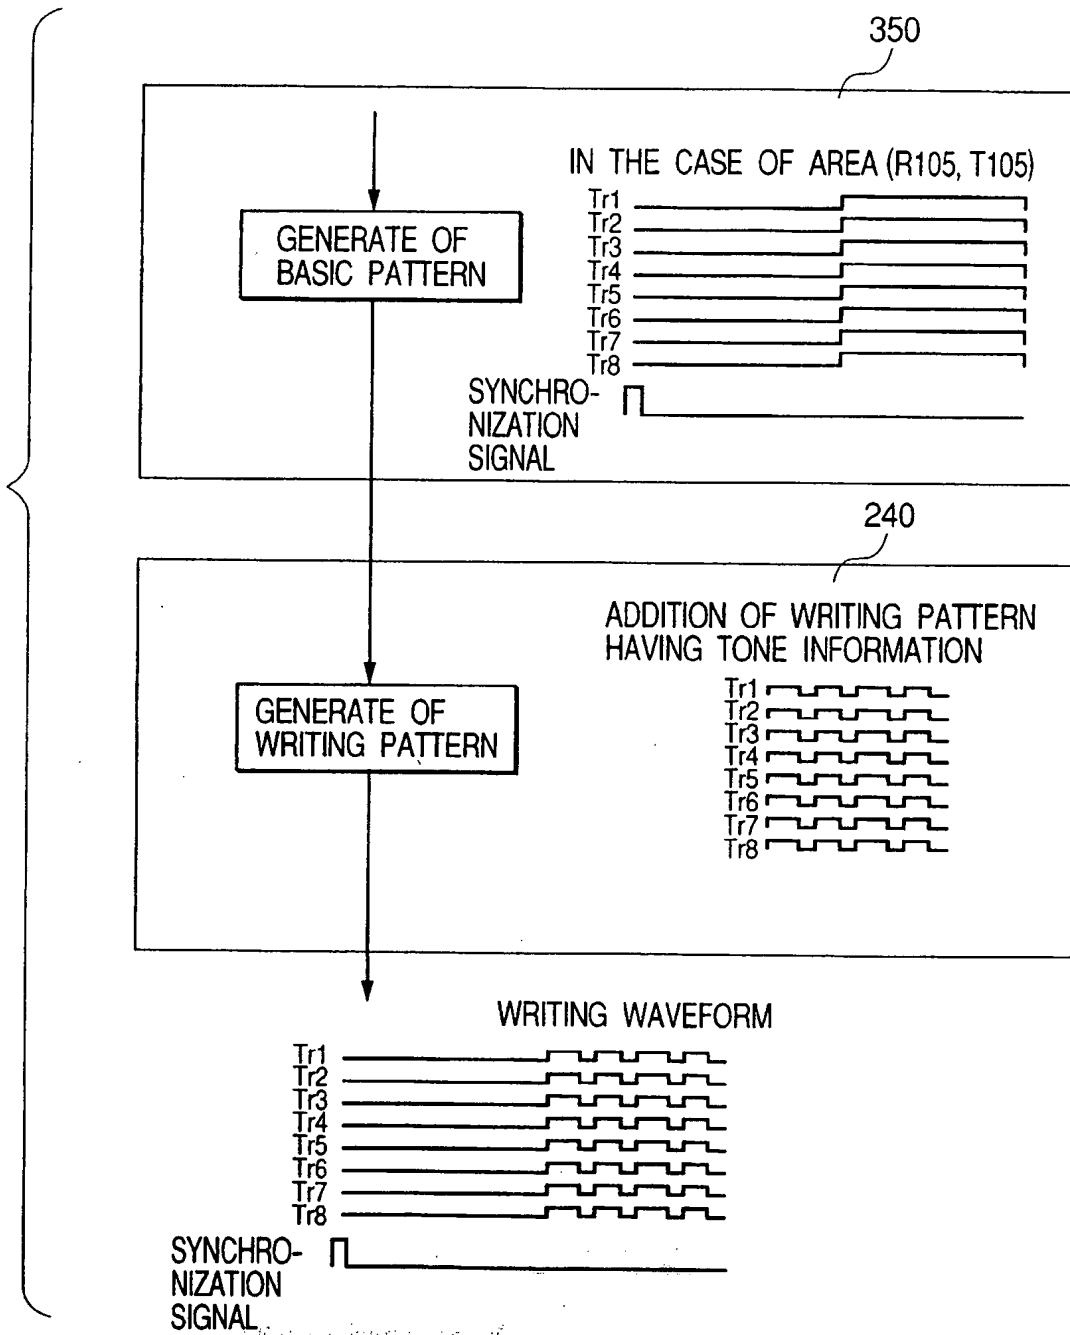 350
IN THE CASE OF AREA (R105, T105)
Tr1
Tr2
Tr3
Tr4
Tr5
Tr6
Tr7
Tr8
GENERATE OF
BASIC PATTERN
SYNCHRO-
NIZATION
SIGNAL
240
ADDITION OF WRITING PATTERN
HAVING TONE INFORMATION
Tr1
Tr2
Tr3
Tr4
Tr5
Tr6
Tr7
Tr8
GENERATE OF
WRITING PATTERN
WRITING WAVEFORM
Tr1
Tr2
Tr3
Tr4
Tr5
Tr6
Tr7
Tr8
SYNCHRO-
NIZATION
SIGNAL